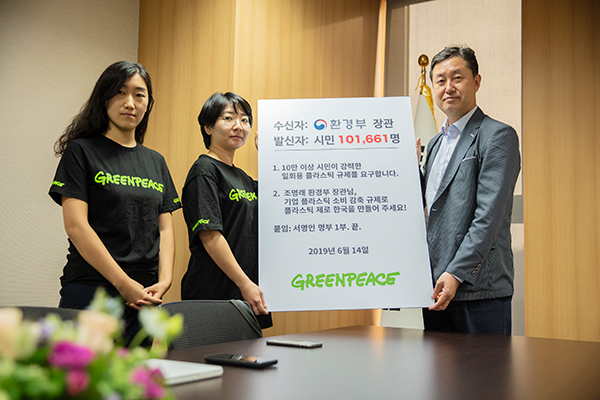 수신자: 환경부 장관
발신자: 시민 101,661명
1. 10만 이상 시민이 강력한
일회용 플라스틱 규제를 요구합니다.
2. 조명래 환경부 장관님,
기업 플라스틱 소비 감축 규제로
플라스틱 제로 한국을 만들어 주세요!
붙임: 서명인 명부 1부. 끝.
2019년 6월 14일
GREENPEACE
GREENPEACE
GREENPEACE